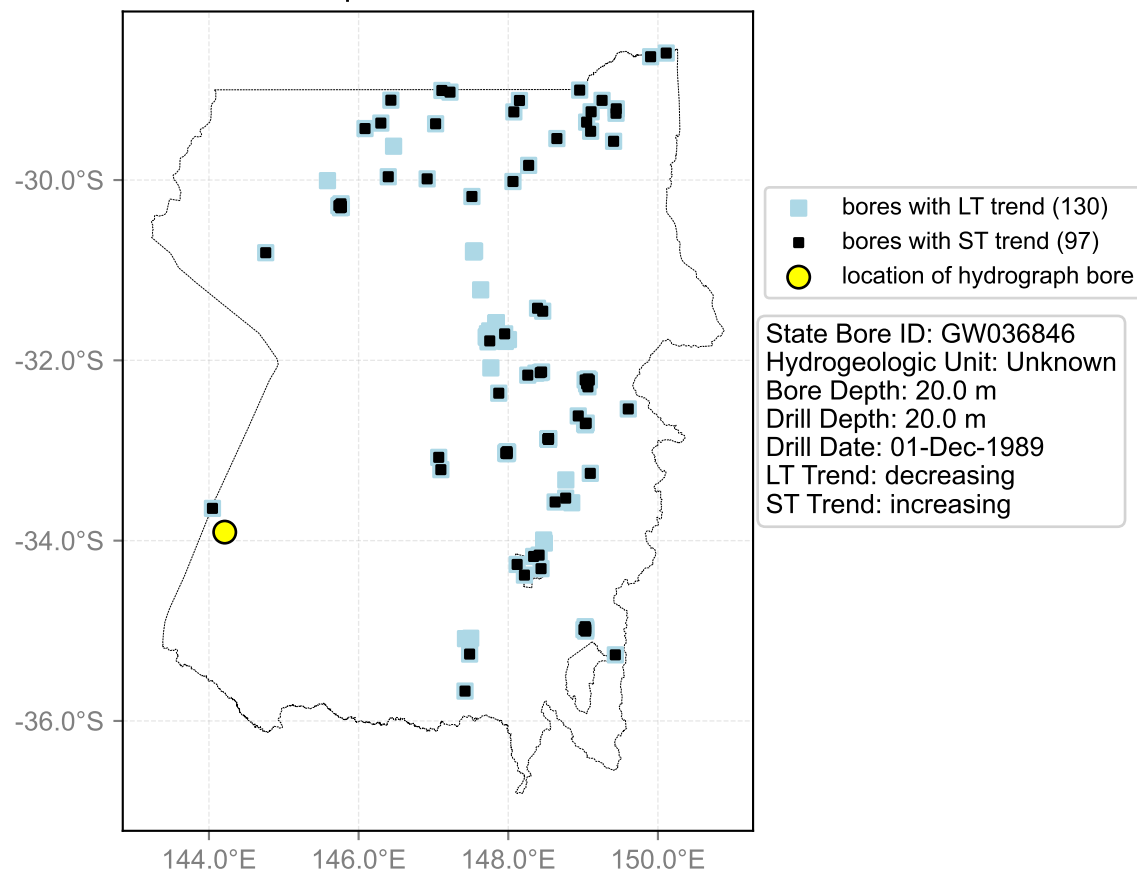 -30.0°S
-32.0°S
-34.0°S
-36.0°S
144.0°E
146.0°E
148.0°E
150.0°E
bores with LT trend (130)
bores with ST trend (97)
location of hydrograph bore
State Bore ID: GW036846
Hydrogeologic Unit: Unknown
Bore Depth: 20.0 m
Drill Depth: 20.0 m
Drill Date: 01-Dec-1989
LT Trend: decreasing
ST Trend: increasing